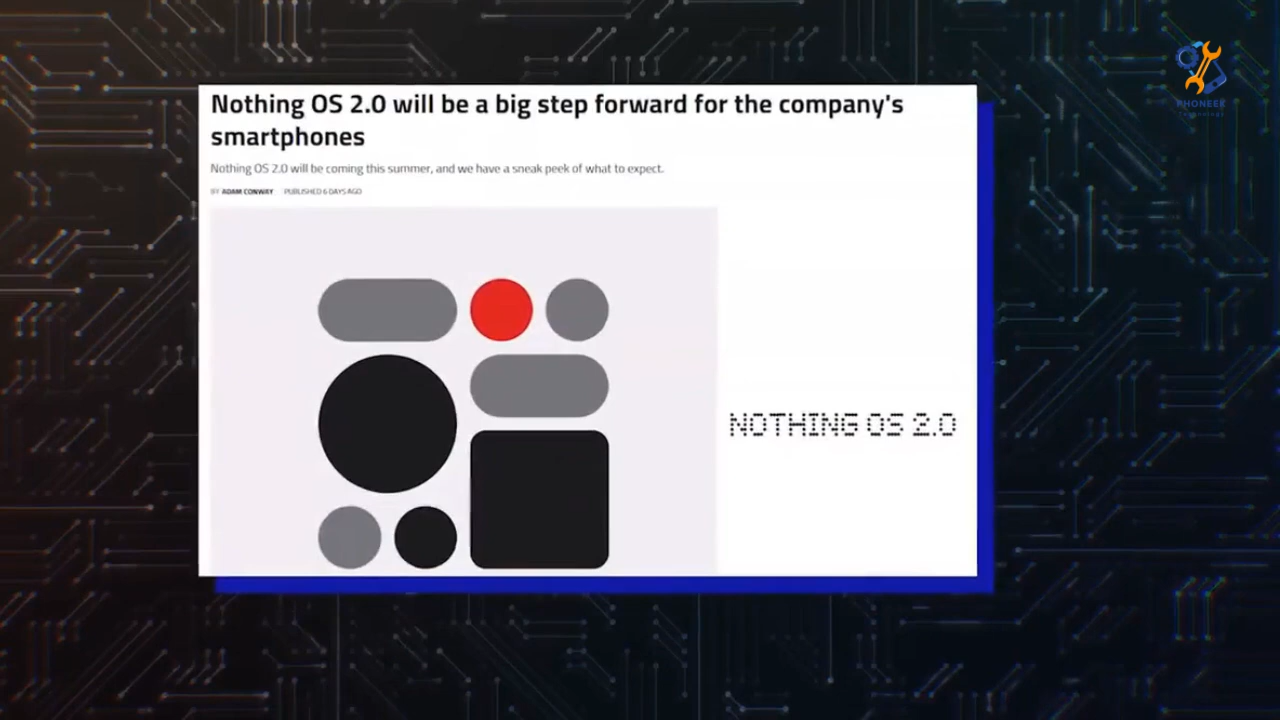 Nothing OS 2.0 will be a big step forward for the company's
smartphones
Nothing OS 2.0 will be coming this summer, and we have a sneak peek of what to expect.
BY ADAM CONWAY PUBLISHED 6 DAYS AGO
NOTHING OS 2.0
PHONEEK
Technology